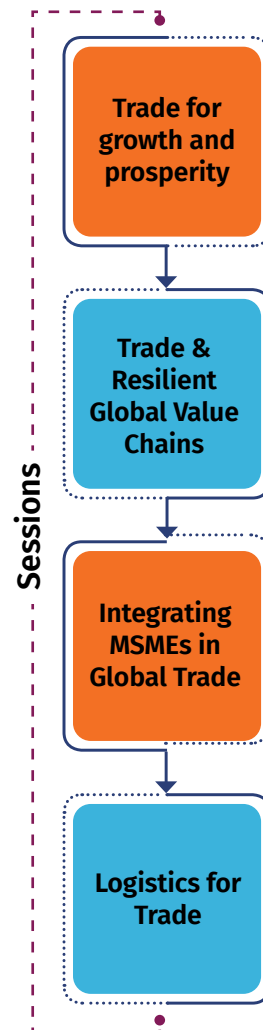 Sessions
Trade for
growth and
prosperity
Trade &
Resilient
Global Value
Chains
Integrating
MSMEs in
Global Trade
Logistics for
Trade